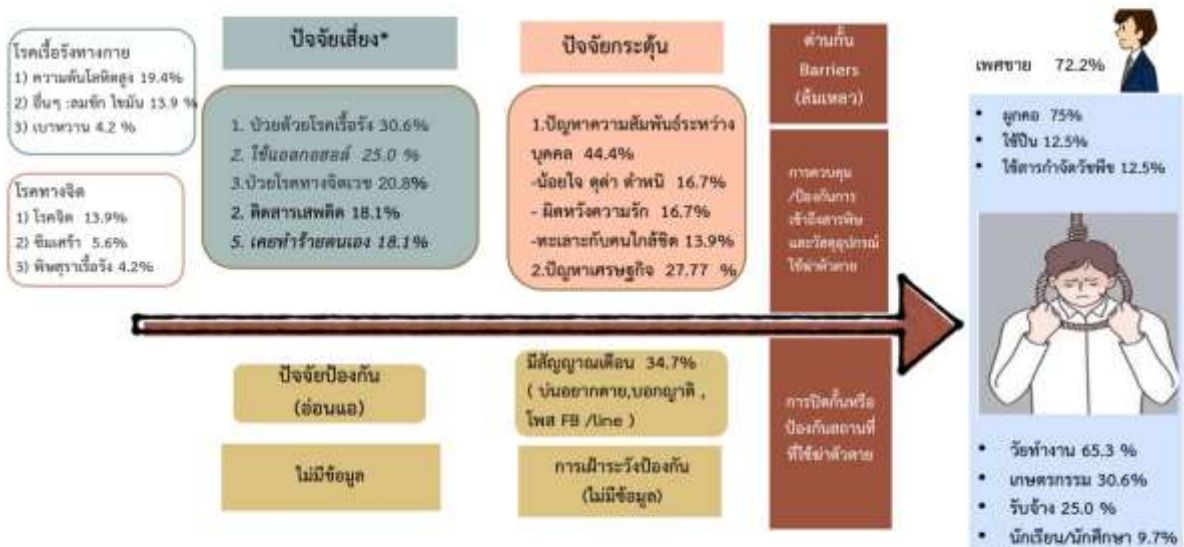 โรคเรื้อรังทางกาย
1) ความดันโลหิตสูง 19.4%
2) อื่นๆ :ลมชัก ไขมัน 13.9 %
3) เบาหวาน 4.2 %
โรคทางจิต
1) โรคจิต 13.9%
2) ซึมเศร้า 5.6%
3) พิษสุราเรื้อรัง 4.2%
ปัจจัยเสี่ยง*
1. ป่วยด้วยโรคเรื้อรัง 30.6%
2. ใช้แอลกอฮอล์ 25.0 %
3.ป่วยโรคทางจิตเวช 20.8%
2. ติดสารเสพติด 18.1%
5. เคยทำร้ายตนเอง 18.1%
ปัจจัยกระตุ้น
1.ปัญหาความสัมพันธ์ระหว่าง
บุคคล 44.4%
-น้อยใจ ดุด่า ตำหนิ 16.7%
- ผิดหวังความรัก 16.7%
-ทะเลาะกับคนใกล้ชิด 13.9%
2.ปัญหาเศรษฐกิจ 27.77 %
ด่านกั้น
Barriers
(ล้มเหลว)
การควบคุม
/ป้องกันการ
เข้าถึงสารพิษ
และวัสดุอุปกรณ์
ใช้ฆ่าตัวตาย
ปัจจัยป้องกัน
(อ่อนแอ)
ไม่มีข้อมูล
มีสัญญาณเตือน 34.7%
( บ่นอยากตาย,บอกญาติ ,
โพส FB /line )
การเฝ้าระวังป้องกัน
(ไม่มีข้อมูล)
การปิดกั้นหรือ
ป้องกันสถานที่
ที่ใช้ฆ่าตัวตาย
เพศชาย 72.2%
• ผูกคอ 75%
• ใช้ปืน 12.5%
• ใช้สารกำจัดวัชพืช 12.5%
• วัยทำงาน 65.3 %
• เกษตรกรรม 30.6%
• รับจ้าง 25.0 %
• นักเรียน/นักศึกษา 9.7%